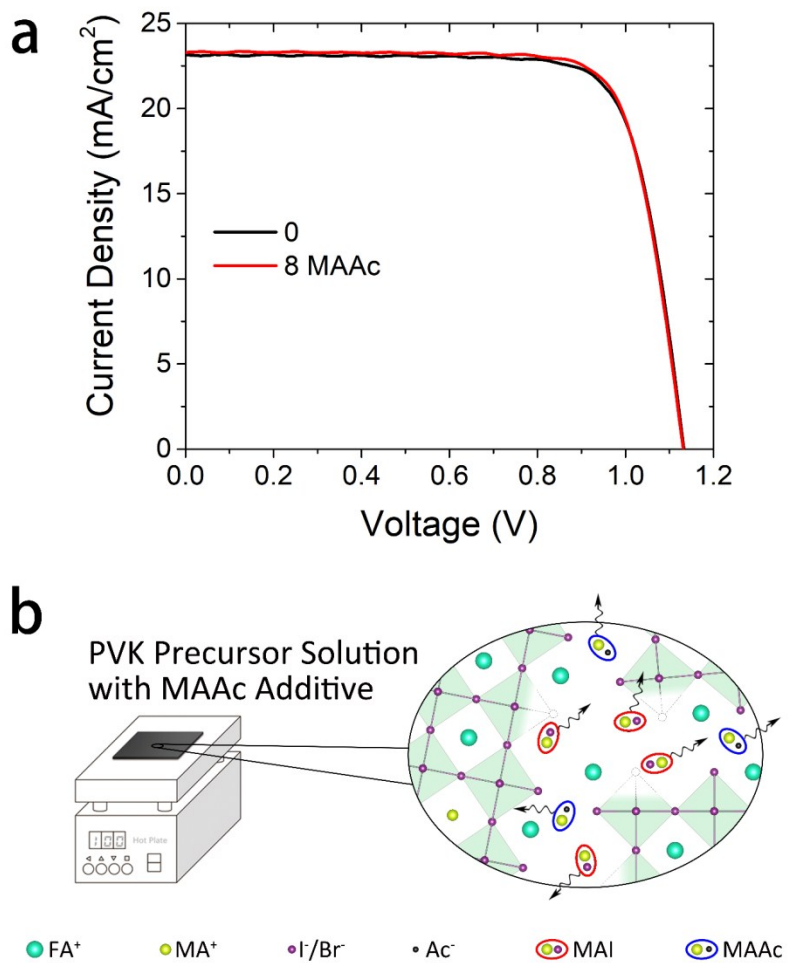 a
25
20
15
10
5
0
Current Density (mA/cm²)
0
8 MAAc
0.0 0.2 0.4 0.6 0.8 1.0 1.2
Voltage (V)
b
PVK Precursor Solution
with MAAc Additive
100
Hot Plate
FA⁺ MA⁺ I⁻/Br⁻ Ac⁻ MAI MAAc